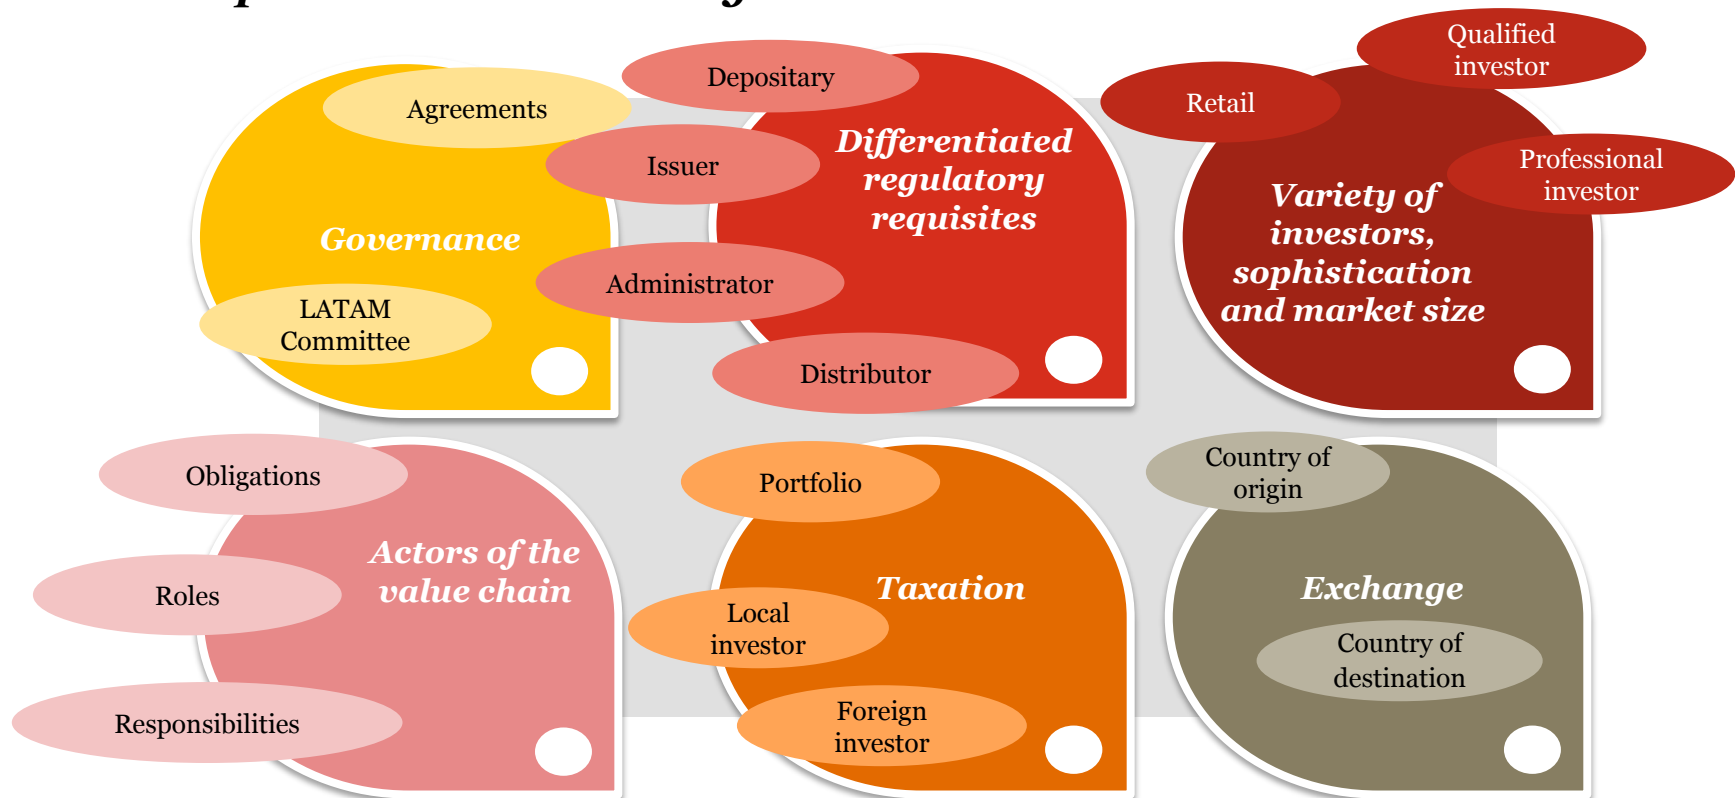 Agreements
Governance
LATAM
Committee
Depositary
Issuer
Administrator
Distributor
Differentiated
regulatory
requisites
Qualified
investor
Retail
Professional
investor
Variety of
investors,
sophistication
and market size
Obligations
Roles
Responsibilities
Actors of the
value chain
Portfolio
Local
investor
Foreign
investor
Taxation
Country of
origin
Exchange
Country of
destination